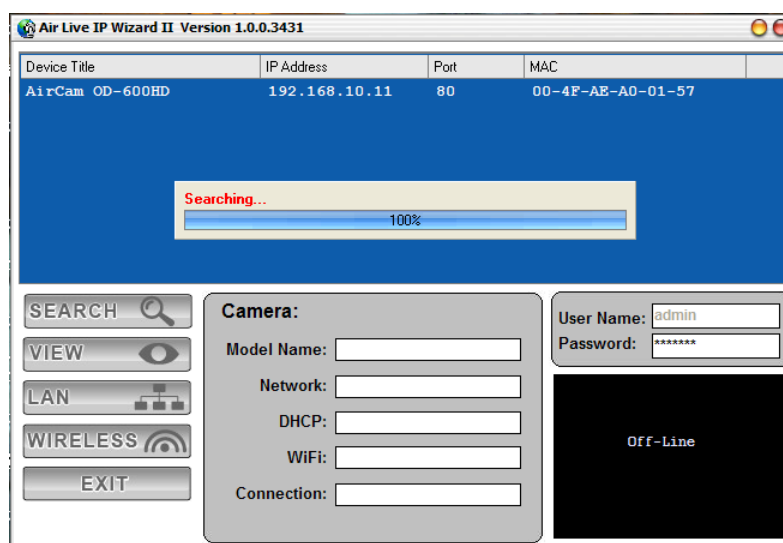 Air Live IP Wizard II Version 1.0.0.3431
Device Title IP Address Port MAC
AirCam OD-600HD 192.168.10.11 80 00-4F-AE-A0-01-57
Searching...
100%
SEARCH
VIEW
LAN
WIRELESS
EXIT
Camera:
Model Name:
Network:
DHCP:
WiFi:
Connection:
User Name: admin
Password: *******
Off-Line